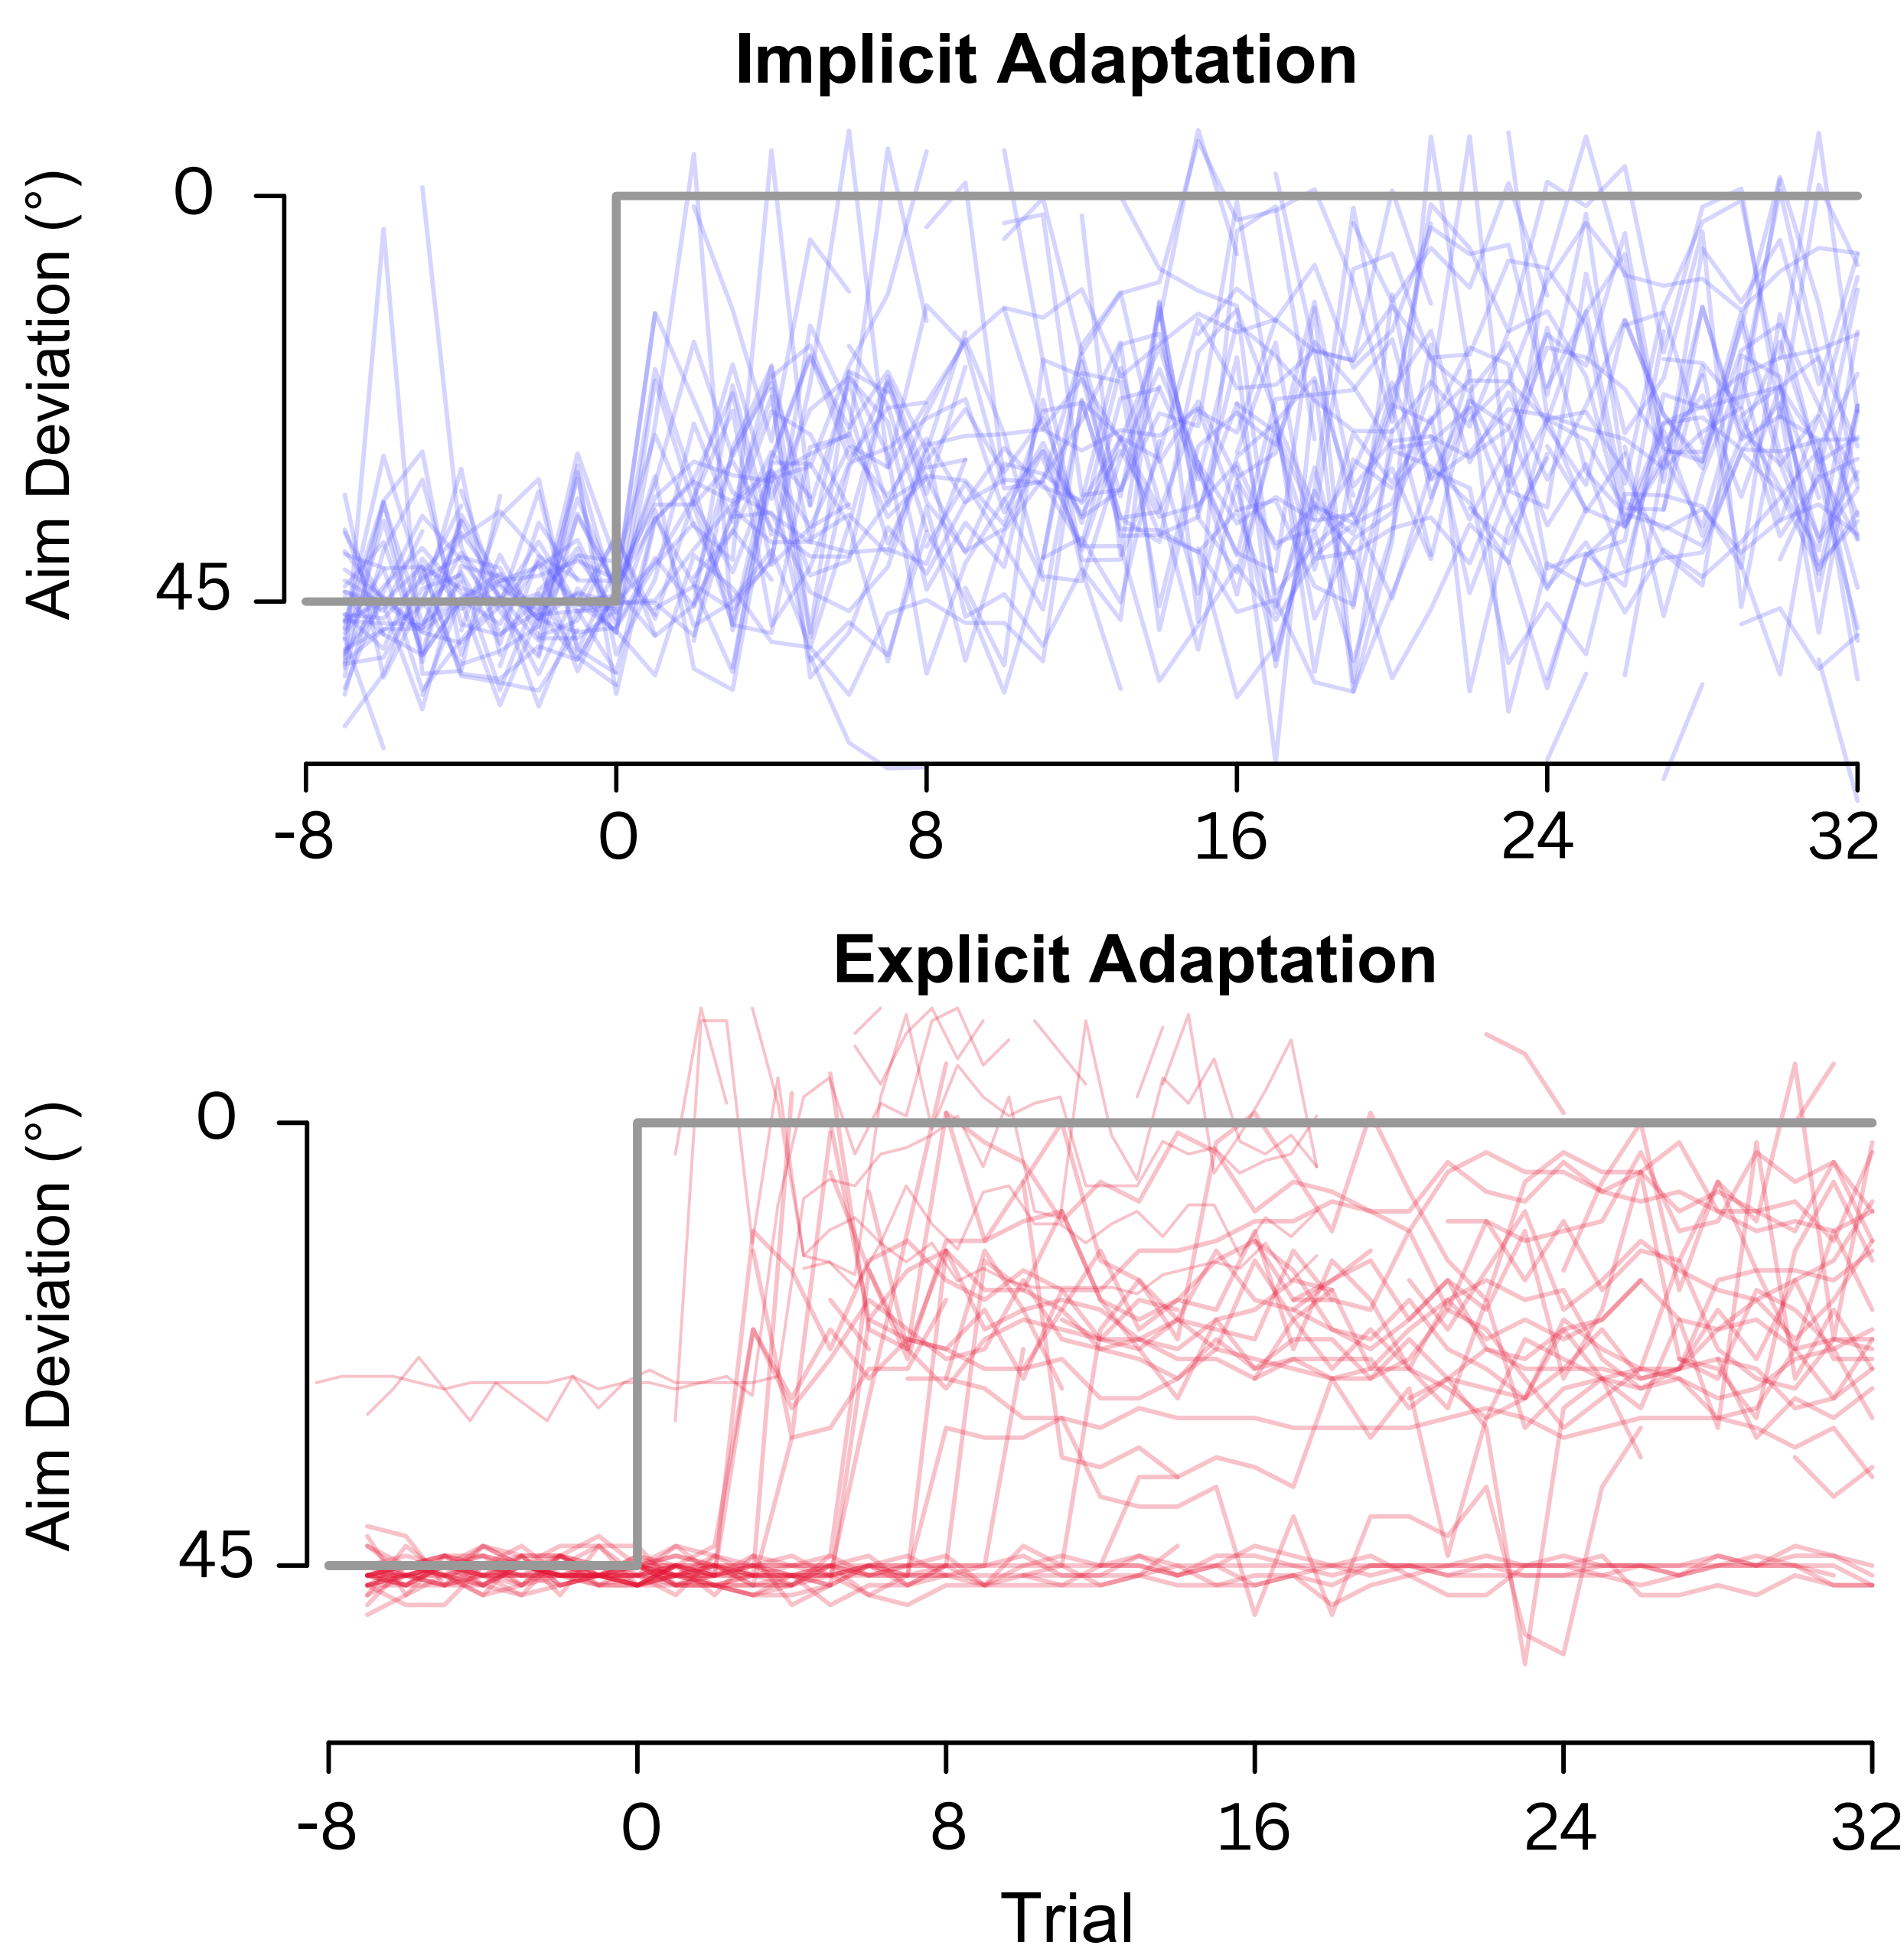 Implicit Adaptation
Aim Deviation (°)
0
45
-8 0 8 16 24 32
Explicit Adaptation
Aim Deviation (°)
0
45
-8 0 8 16 24 32
Trial